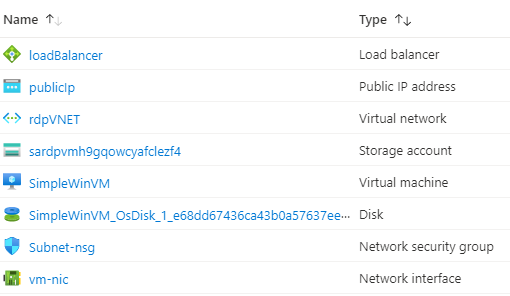 Name ↑↓ Type ↑↓
loadBalancer Load balancer
publicIp Public IP address
rdpVNET Virtual network
sardpvmh9gqowcyafclezf4 Storage account
SimpleWinVM Virtual machine
SimpleWinVM_OsDisk_1_e68dd67436ca43b0a57637ee... Disk
Subnet-nsg Network security group
vm-nic Network interface